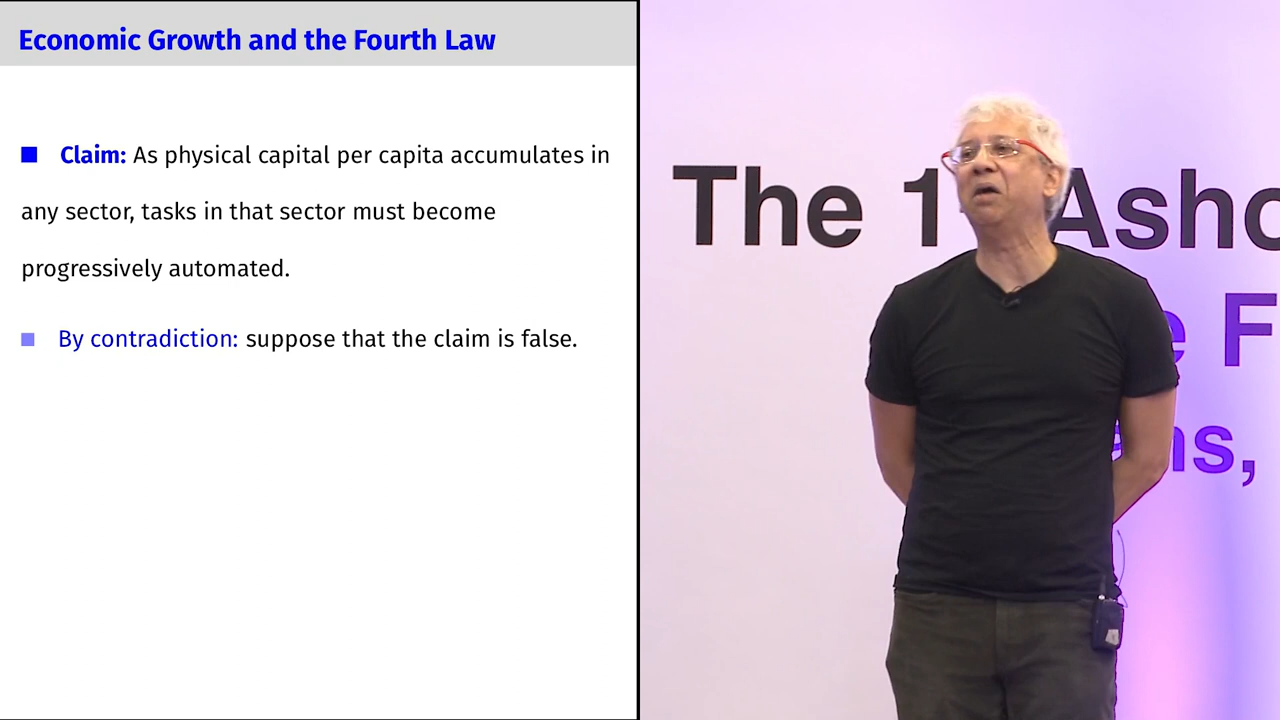 Economic Growth and the Fourth Law
Claim: As physical capital per capita accumulates in
any sector, tasks in that sector must become
progressively automated.
By contradiction: suppose that the claim is false.
The 1
Asho
F
ns,